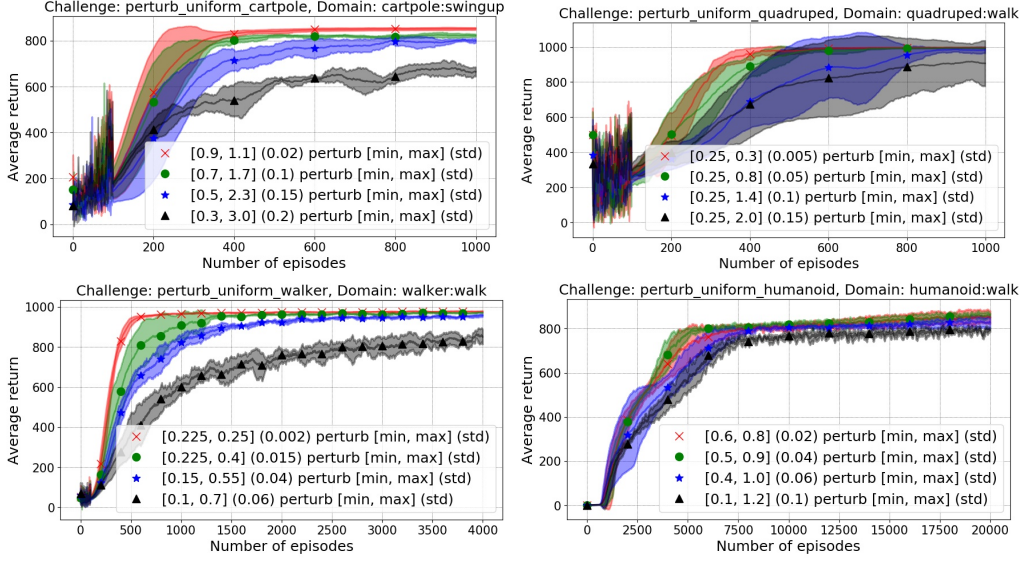 Challenge: perturb_uniform_cartpole, Domain: cartpole:swingup
Average return
800
600
400
200
0
[0.9, 1.1] (0.02) perturb [min, max] (std)
[0.7, 1.7] (0.1) perturb [min, max] (std)
[0.5, 2.3] (0.15) perturb [min, max] (std)
[0.3, 3.0] (0.2) perturb [min, max] (std)
0 200 400 600 800 1000
Number of episodes
Challenge: perturb_uniform_quadruped, Domain: quadruped:walk
Average return
1000
800
600
400
200
0
[0.25, 0.3] (0.005) perturb [min, max] (std)
[0.25, 0.8] (0.05) perturb [min, max] (std)
[0.25, 1.4] (0.1) perturb [min, max] (std)
[0.25, 2.0] (0.15) perturb [min, max] (std)
0 200 400 600 800 1000
Number of episodes
Challenge: perturb_uniform_walker, Domain: walker:walk
Average return
1000
800
600
400
200
0
[0.225, 0.25] (0.002) perturb [min, max] (std)
[0.225, 0.4] (0.015) perturb [min, max] (std)
[0.15, 0.55] (0.04) perturb [min, max] (std)
[0.1, 0.7] (0.06) perturb [min, max] (std)
0 500 1000 1500 2000 2500 3000 3500 4000
Number of episodes
Challenge: perturb_uniform_humanoid, Domain: humanoid:walk
Average return
800
600
400
200
0
[0.6, 0.8] (0.02) perturb [min, max] (std)
[0.5, 0.9] (0.04) perturb [min, max] (std)
[0.4, 1.0] (0.06) perturb [min, max] (std)
[0.1, 1.2] (0.1) perturb [min, max] (std)
0 2500 5000 7500 10000 12500 15000 17500 20000
Number of episodes